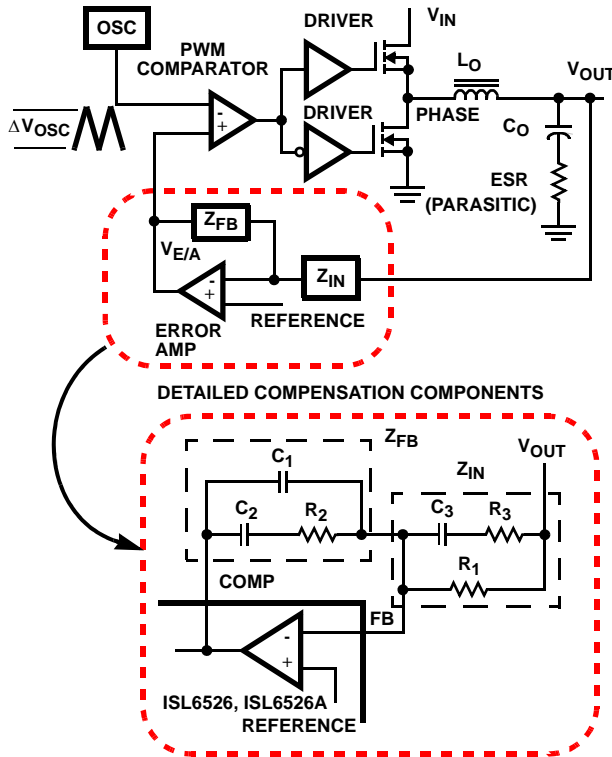 OSC
PWM
COMPARATOR
DRIVER
VIN
LO
VOUT
ΔVOSC
-
+
DRIVER
PHASE
CO
ESR
(PARASITIC)
ZFB
VE/A
-
+
ZIN
REFERENCE
ERROR
AMP
DETAILED COMPENSATION COMPONENTS
ZFB
VOUT
C1
ZIN
C2
R2
C3
R3
R1
COMP
FB
-
+
ISL6526, ISL6526A
REFERENCE